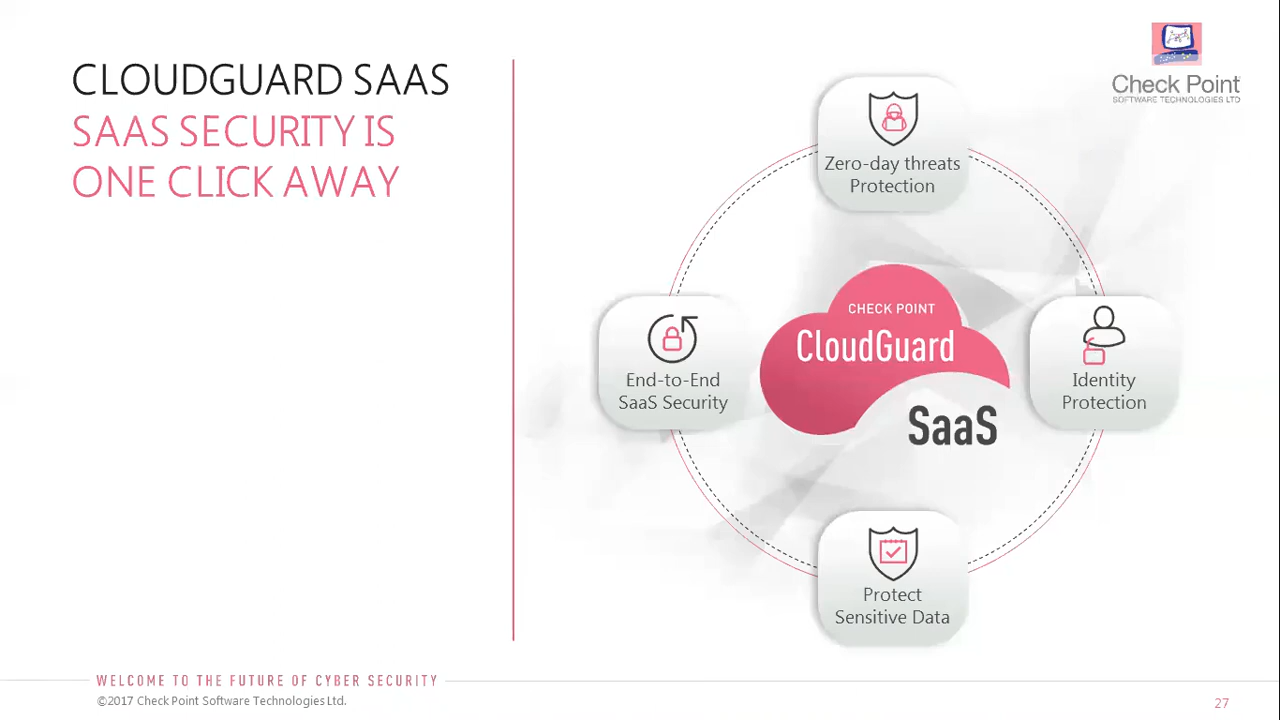 CLOUDGUARD SAAS
SAAS SECURITY IS
ONE CLICK AWAY
Check Point
SOFTWARE TECHNOLOGIES LTD
Zero-day threats
Protection
End-to-End
SaaS Security
CHECK POINT
CloudGuard
SaaS
Identity
Protection
Protect
Sensitive Data
WELCOME TO THE FUTURE OF CYBER SECURITY
©2017 Check Point Software Technologies Ltd.
27